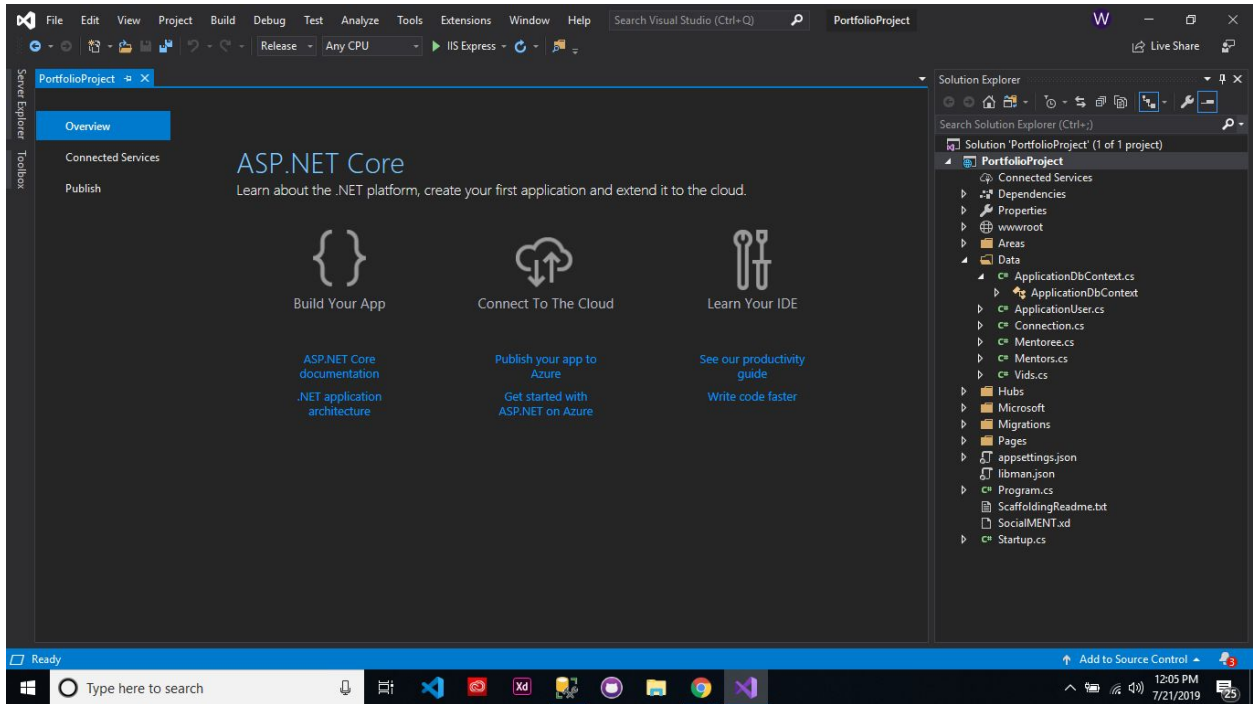 File Edit View Project Build Debug Test Analyze Tools Extensions Window Help Search Visual Studio (Ctrl+Q) PortfolioProject W
Release Any CPU IIS Express Live Share
Server Explorer
Toolbox
PortfolioProject
Overview
Connected Services
Publish
ASP.NET Core
Learn about the .NET platform, create your first application and extend it to the cloud.
Build Your App
ASP.NET Core
documentation
.NET application
architecture
Connect To The Cloud
Publish your app to
Azure
Get started with
ASP.NET on Azure
Learn Your IDE
See our productivity
guide
Write code faster
Solution Explorer
Search Solution Explorer (Ctrl+;)
Solution 'PortfolioProject' (1 of 1 project)
PortfolioProject
Connected Services
Dependencies
Properties
wwwroot
Areas
Data
C# ApplicationDbContext.cs
ApplicationDbContext
C# ApplicationUser.cs
C# Connection.cs
C# Mentoree.cs
C# Mentors.cs
C# Vids.cs
Hubs
Microsoft
Migrations
Pages
appsettings.json
libman.json
C# Program.cs
ScaffoldingReadme.txt
SocialMENT.xd
C# Startup.cs
Ready Add to Source Control 3
Type here to search Xd 12:05 PM
7/21/2019 25